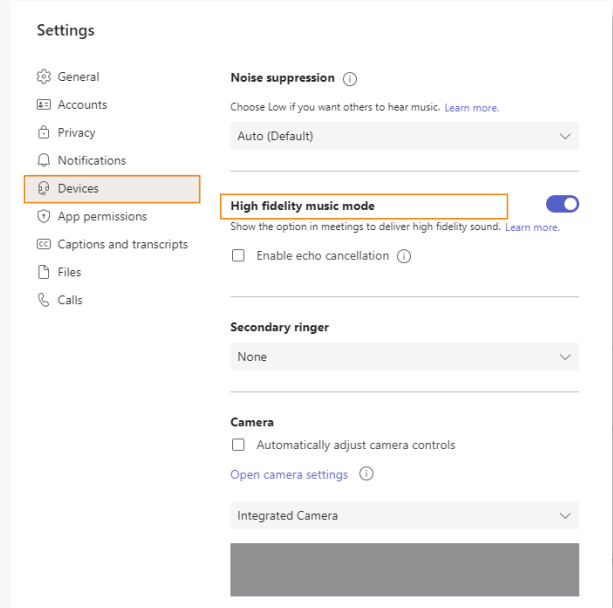 Settings
General
Accounts
Privacy
Notifications
Devices
App permissions
Captions and transcripts
Files
Calls
Noise suppression
Choose Low if you want others to hear music. Learn more.
Auto (Default)
High fidelity music mode
Show the option in meetings to deliver high fidelity sound. Learn more.
Enable echo cancellation
Secondary ringer
None
Camera
Automatically adjust camera controls
Open camera settings
Integrated Camera